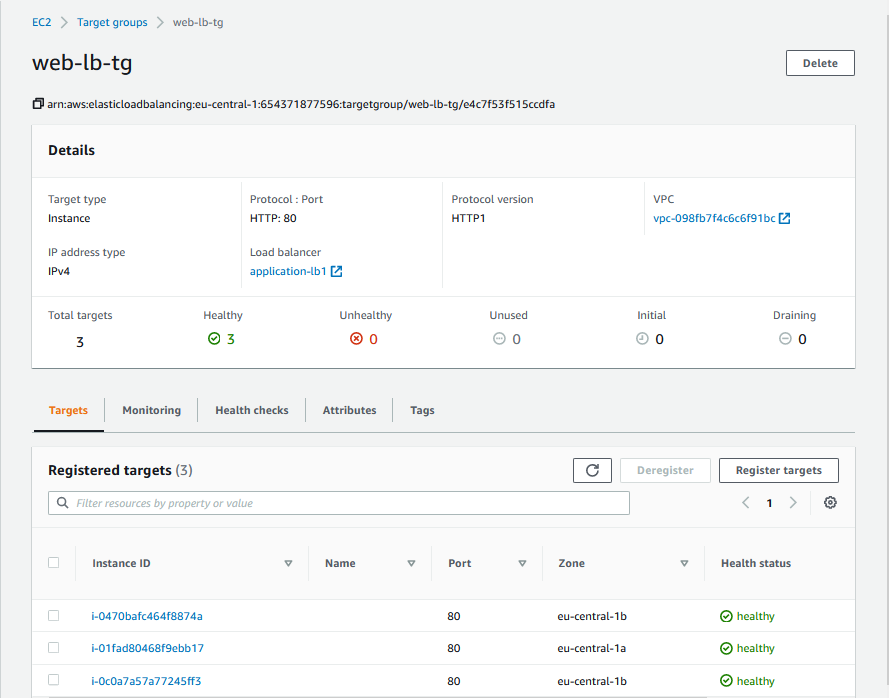 EC2 > Target groups > web-lb-tg
web-lb-tg
Delete
arn:aws:elasticloadbalancing:eu-central-1:654371877596:targetgroup/web-lb-tg/e4c7f53f515ccdfa
Details
Target type
Instance
Protocol : Port
HTTP: 80
Protocol version
HTTP1
VPC
vpc-098fb7f4c6c6f91bc
IP address type
IPv4
Load balancer
application-lb1
Total targets
3
Healthy
3
Unhealthy
0
Unused
0
Initial
0
Draining
0
Targets Monitoring Health checks Attributes Tags
Registered targets (3)
Deregister
Register targets
Filter resources by property or value
1
Instance ID Name Port Zone Health status
i-0470bafc464f8874a 80 eu-central-1b healthy
i-01fad80468f9ebb17 80 eu-central-1a healthy
i-0c0a7a57a77245ff3 80 eu-central-1b healthy